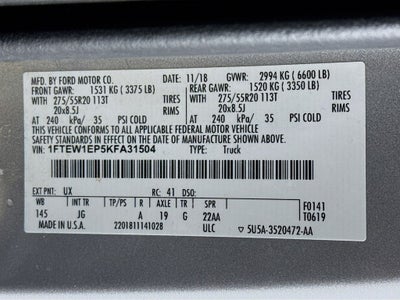 MFD. BY FORD MOTOR CO. 11/18 GVWR: 2994 KG ( 6600 LB)
FRONT GAWR: 1531 KG ( 3375 LB) REAR GAWR: 1520 KG ( 3350 LB)
WITH WITH
275/55R20 113T TIRES 275/55R20 113T TIRES
20x8.5J RIMS 20x8.5J RIMS
AT 240 kPa/ 35 PSI COLD AT 240 kPa/ 35 PSI COLD
THIS VEHICLE CONFORMS TO ALL APPLICABLE FEDERAL MOTOR VEHICLE
SAFETY STANDARDS IN EFFECT ON THE DATE OF MANUFACTURE SHOWN ABOVE.
VIN: 1FTEW1EP5KFA31504 TYPE: Truck
EXT PNT: UX RC: 41 DSO:
WB INT TR TP/PS R AXLE TR SPR F0141
145 JG A 19 G 22AA T0619
MADE IN U.S.A. 2201811141028 ULC ▽ 5U5A-3520472-AA